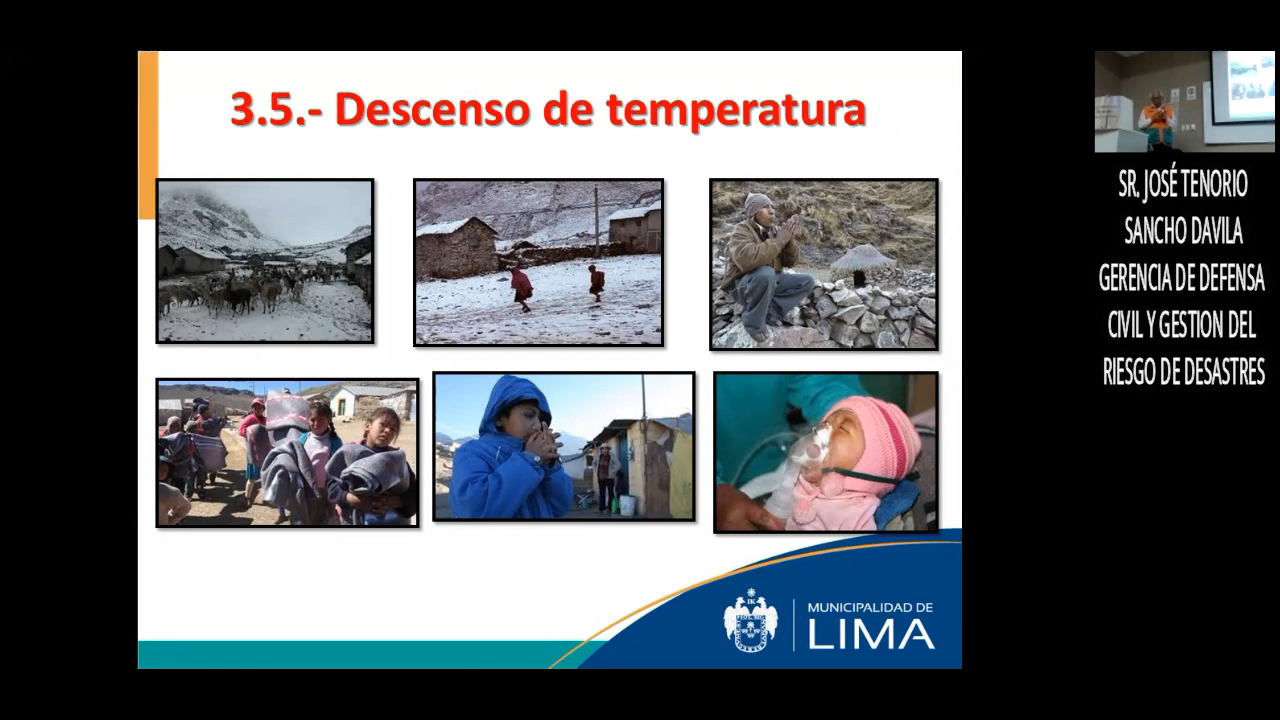 3.5.- Descenso de temperatura
MUNICIPALIDAD DE
LIMA
SR. JOSÉ TENORIO
SANCHO DAVILA
GERENCIA DE DEFENSA
CIVIL Y GESTION DEL
RIESGO DE DESASTRES